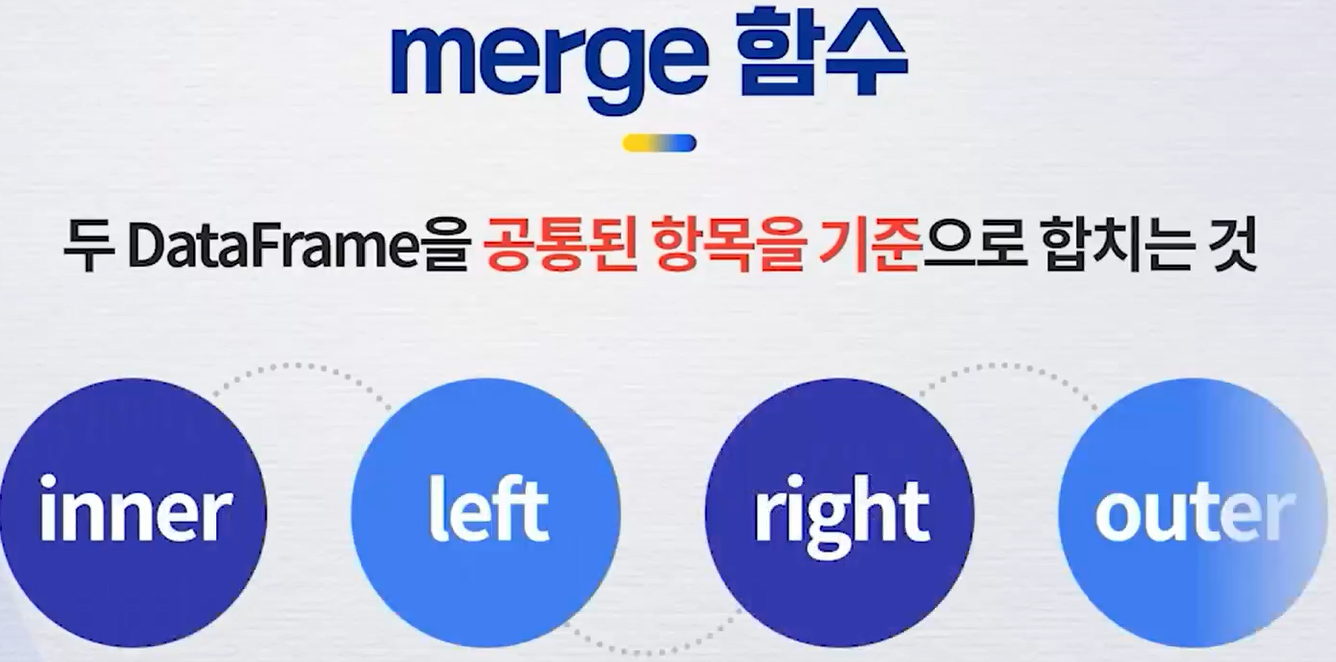 merge 함수
두 DataFrame을 공통된 항목을 기준으로 합치는 것
inner left right outer